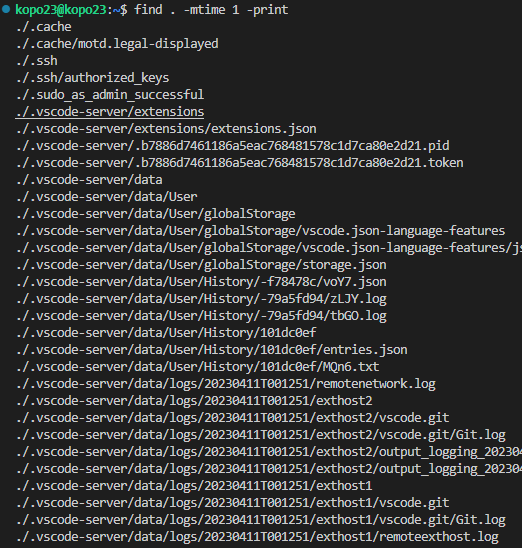 kopo23@kopo23:~$ find . -mtime 1 -print
./.cache
./.cache/motd.legal-displayed
./.ssh
./.ssh/authorized_keys
./.sudo_as_admin_successful
./.vscode-server/extensions
./.vscode-server/extensions/extensions.json
./.vscode-server/.b7886d7461186a5eac768481578c1d7ca80e2d21.pid
./.vscode-server/.b7886d7461186a5eac768481578c1d7ca80e2d21.token
./.vscode-server/data
./.vscode-server/data/User
./.vscode-server/data/User/globalStorage
./.vscode-server/data/User/globalStorage/vscode.json-language-features
./.vscode-server/data/User/globalStorage/vscode.json-language-features/js
./.vscode-server/data/User/globalStorage/storage.json
./.vscode-server/data/User/History/-f78478c/voY7.json
./.vscode-server/data/User/History/-79a5fd94/zLJY.log
./.vscode-server/data/User/History/-79a5fd94/tbGO.log
./.vscode-server/data/User/History/101dc0ef
./.vscode-server/data/User/History/101dc0ef/entries.json
./.vscode-server/data/User/History/101dc0ef/MQn6.txt
./.vscode-server/data/logs/20230411T001251/remotenetwork.log
./.vscode-server/data/logs/20230411T001251/exthost2
./.vscode-server/data/logs/20230411T001251/exthost2/vscode.git
./.vscode-server/data/logs/20230411T001251/exthost2/vscode.git/Git.log
./.vscode-server/data/logs/20230411T001251/exthost2/output_logging_202304
./.vscode-server/data/logs/20230411T001251/exthost2/output_logging_202304
./.vscode-server/data/logs/20230411T001251/exthost1
./.vscode-server/data/logs/20230411T001251/exthost1/vscode.git
./.vscode-server/data/logs/20230411T001251/exthost1/vscode.git/Git.log
./.vscode-server/data/logs/20230411T001251/exthost1/remoteexthost.log